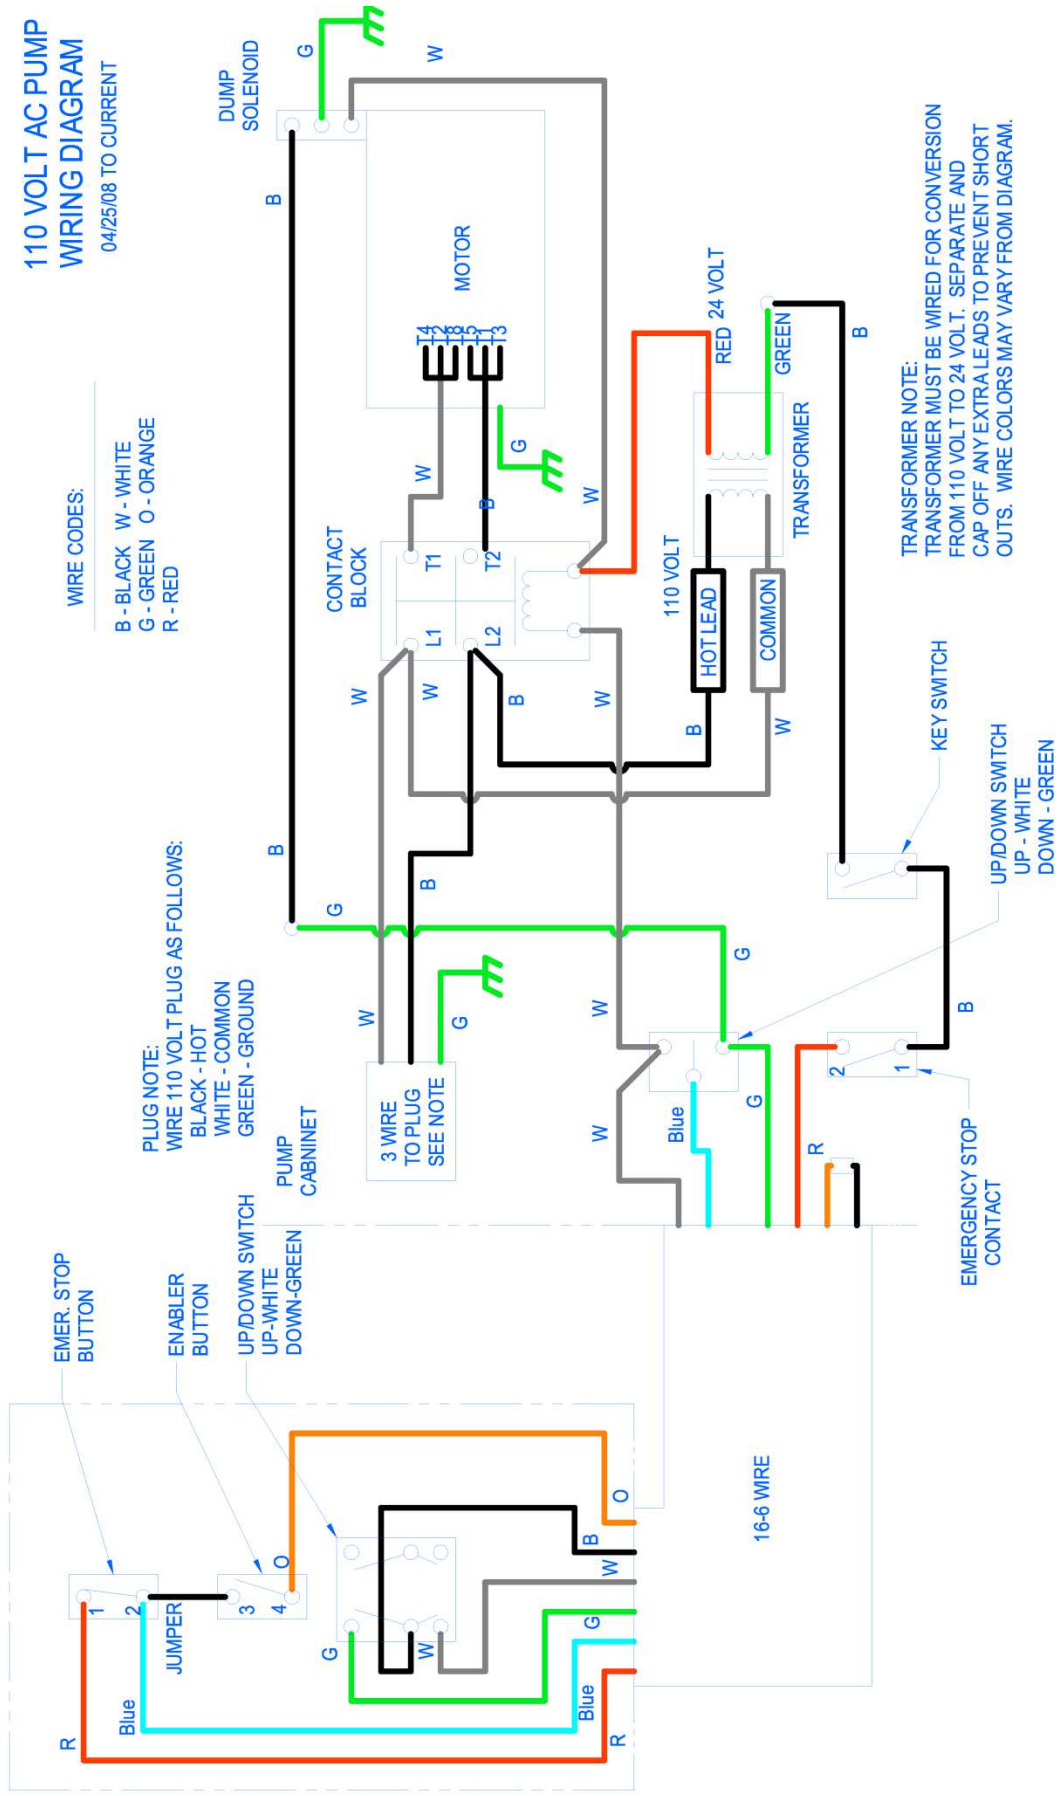 110 VOLT AC PUMP
WIRING DIAGRAM
04/25/08 TO CURRENT
WIRE CODES:
B - BLACK W - WHITE
G - GREEN O - ORANGE
R - RED
PLUG NOTE:
WIRE 110 VOLT PLUG AS FOLLOWS:
BLACK - HOT
WHITE - COMMON
GREEN - GROUND
DUMP
SOLENOID
G
W
B
B
G
MOTOR
T4
T2
T8
T5
T1
T3
G
W
B
W
CONTACT
BLOCK
T1
T2
L1
L2
W
W
B
W
B
RED 24 VOLT
GREEN
B
TRANSFORMER
110 VOLT
HOT LEAD
COMMON
B
W
TRANSFORMER NOTE:
TRANSFORMER MUST BE WIRED FOR CONVERSION
FROM 110 VOLT TO 24 VOLT. SEPARATE AND
CAP OFF ANY EXTRA LEADS TO PREVENT SHORT
OUTS. WIRE COLORS MAY VARY FROM DIAGRAM.
KEY SWITCH
UP/DOWN SWITCH
UP - WHITE
DOWN - GREEN
W
G
3 WIRE
TO PLUG
SEE NOTE
PUMP
CABNINET
W
G
W
Blue
G
B
2
1
R
EMERGENCY STOP
CONTACT
EMER. STOP
BUTTON
ENABLER
BUTTON
UP/DOWN SWITCH
UP-WHITE
DOWN-GREEN
1
2
JUMPER
3
4
O
R
Blue
G
W
O
B
W
G
Blue
R
16-6 WIRE